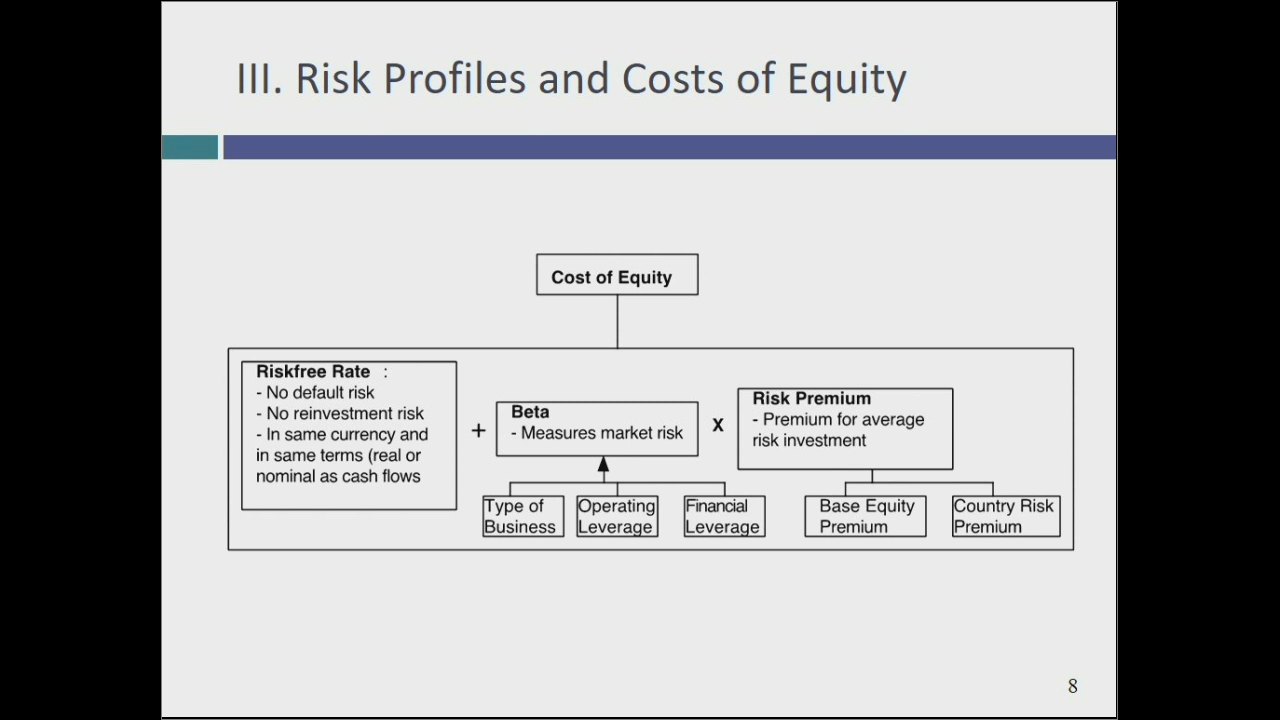 III. Risk Profiles and Costs of Equity
Cost of Equity
Riskfree Rate :
- No default risk
- No reinvestment risk
- In same currency and
in same terms (real or
nominal as cash flows
+
Beta
- Measures market risk
X
Risk Premium
- Premium for average
risk investment
Type of
Business
Operating
Leverage
Financial
Leverage
Base Equity
Premium
Country Risk
Premium
8